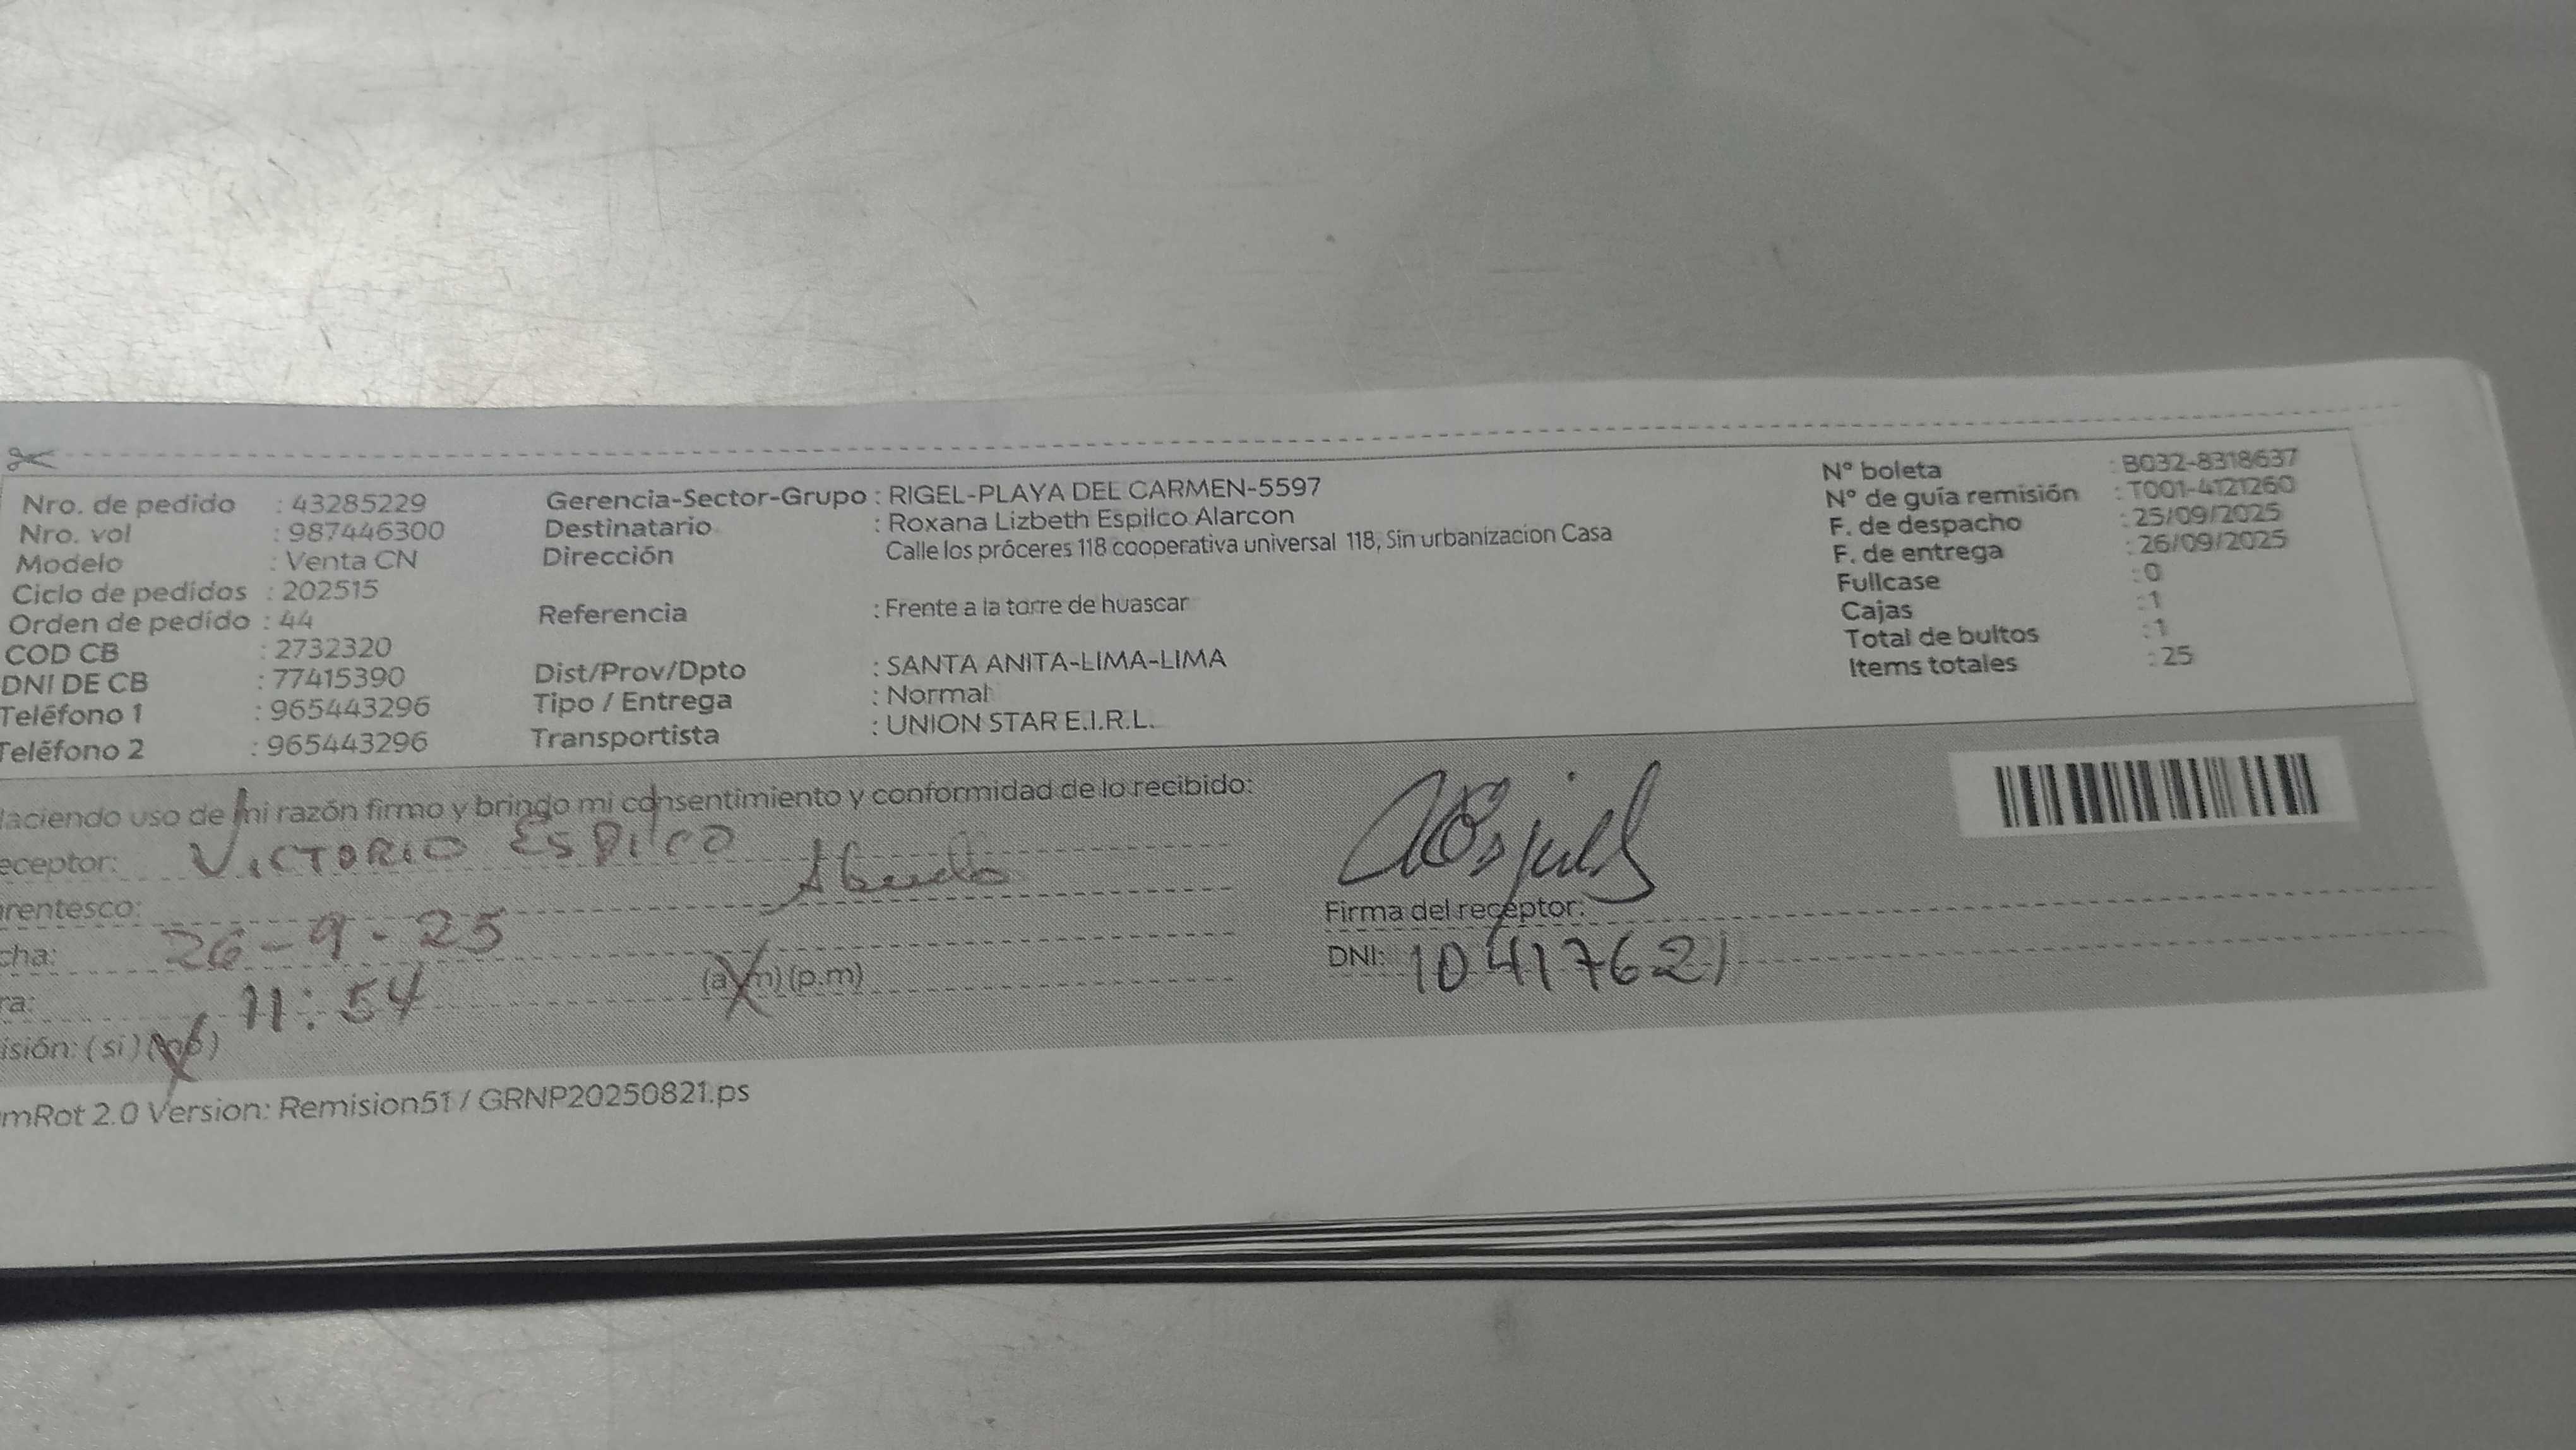 Nro. de pedido : 43285229
Nro. vol : 987446300
Modelo : Venta CN
Ciclo de pedidos : 202515
Orden de pedido : 44
COD CB : 2732320
DNI DE CB : 77415390
Teléfono 1 : 965443296
Teléfono 2 : 965443296
Gerencia-Sector-Grupo : RIGEL-PLAYA DEL CARMEN-5597
Destinatario : Roxana Lizbeth Espilco Alarcon
Dirección Calle los próceres 118 cooperativa universal 118, Sin urbanizacion Casa
Referencia : Frente a la torre de huascar
Dist/Prov/Dpto : SANTA ANITA-LIMA-LIMA
Tipo / Entrega : Normal
Transportista : UNION STAR E.I.R.L.
N° boleta : B032-8318637
N° de guía remisión : T001-4121260
F. de despacho : 25/09/2025
F. de entrega : 26/09/2025
Fullcase : 0
Cajas : 1
Total de bultos : 1
Items totales : 25
Haciendo uso de mi razón firmo y brindo mi consentimiento y conformidad de lo recibido:
eceptor: VICTORIO ESPILCO
rentesco: Abuelo
cha: 26-9-25
ra: 11:54 (a.m) (p.m)
isión: (si) (no)
Firma del receptor:
DNI: 10417621
mRot 2.0 Version: Remision51 / GRNP20250821.ps